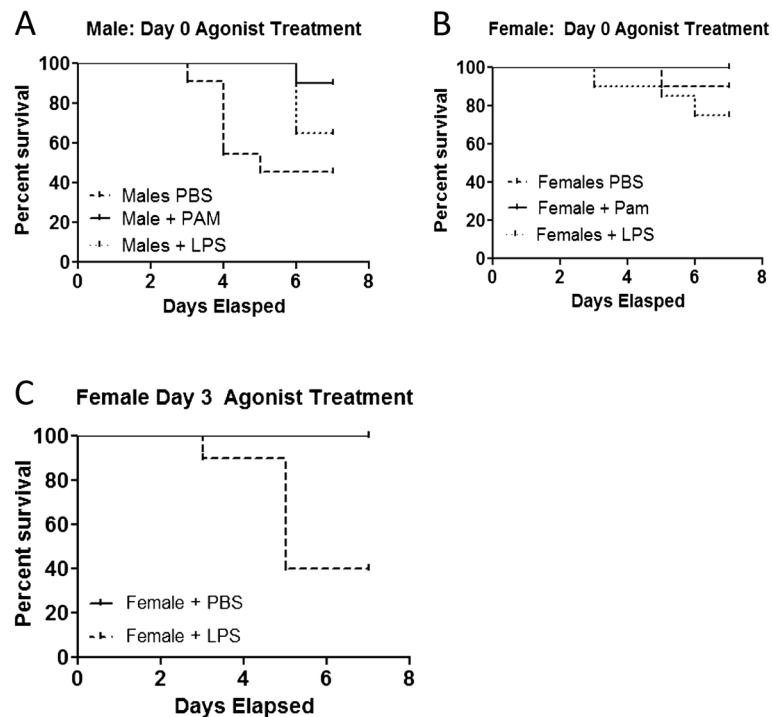 A
Male: Day 0 Agonist Treatment
Percent survival
100
80
60
40
20
0
Males PBS
Male + PAM
Males + LPS
0 2 4 6 8
Days Elasped
B
Female: Day 0 Agonist Treatment
Percent survival
100
80
60
40
20
0
Females PBS
Female + Pam
Females + LPS
0 2 4 6 8
Days Elasped
C
Female Day 3 Agonist Treatment
Percent survival
100
80
60
40
20
0
Female + PBS
Female + LPS
0 2 4 6 8
Days Elapsed